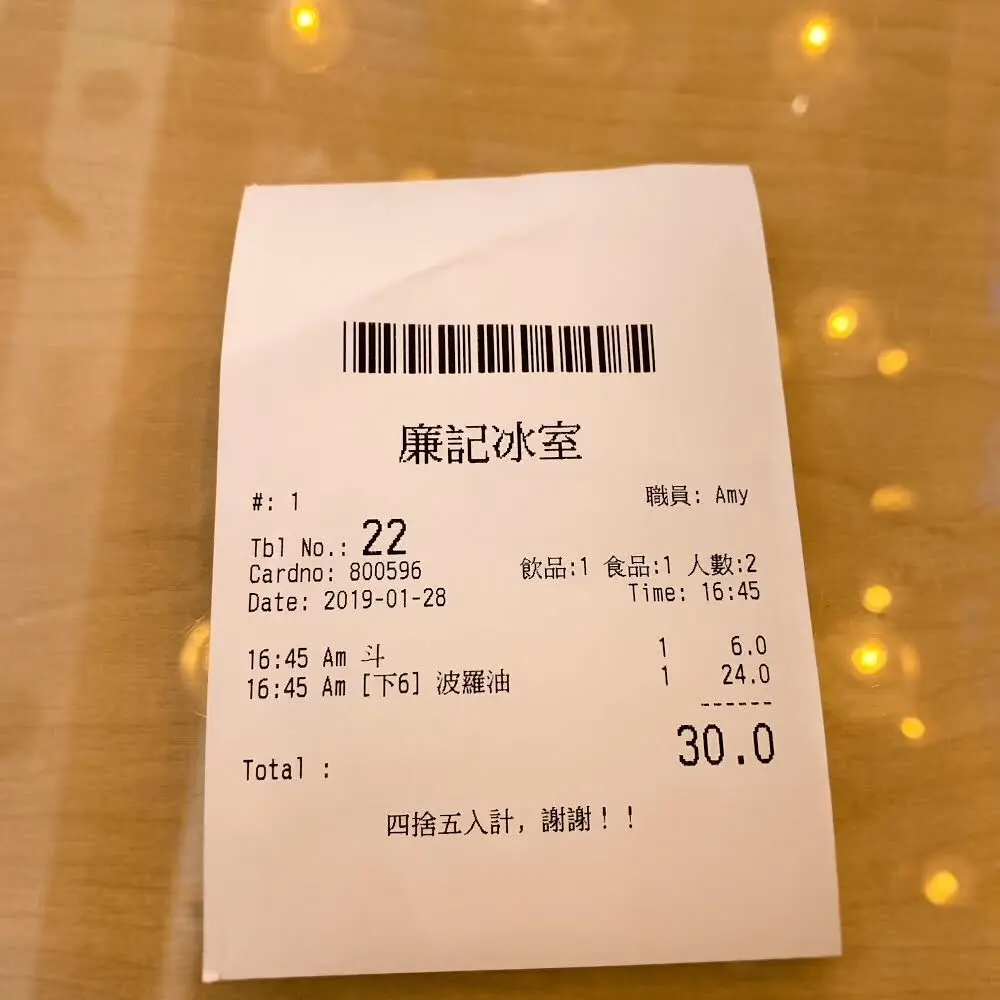 廉記冰室
#: 1 職員: Amy
Tbl No.: 22
Cardno: 800596 飲品:1 食品:1 人數:2
Date: 2019-01-28 Time: 16:45
16:45 Am 斗 1 6.0
16:45 Am [下6] 波羅油 1 24.0
------
Total : 30.0
四捨五入計, 謝謝！！